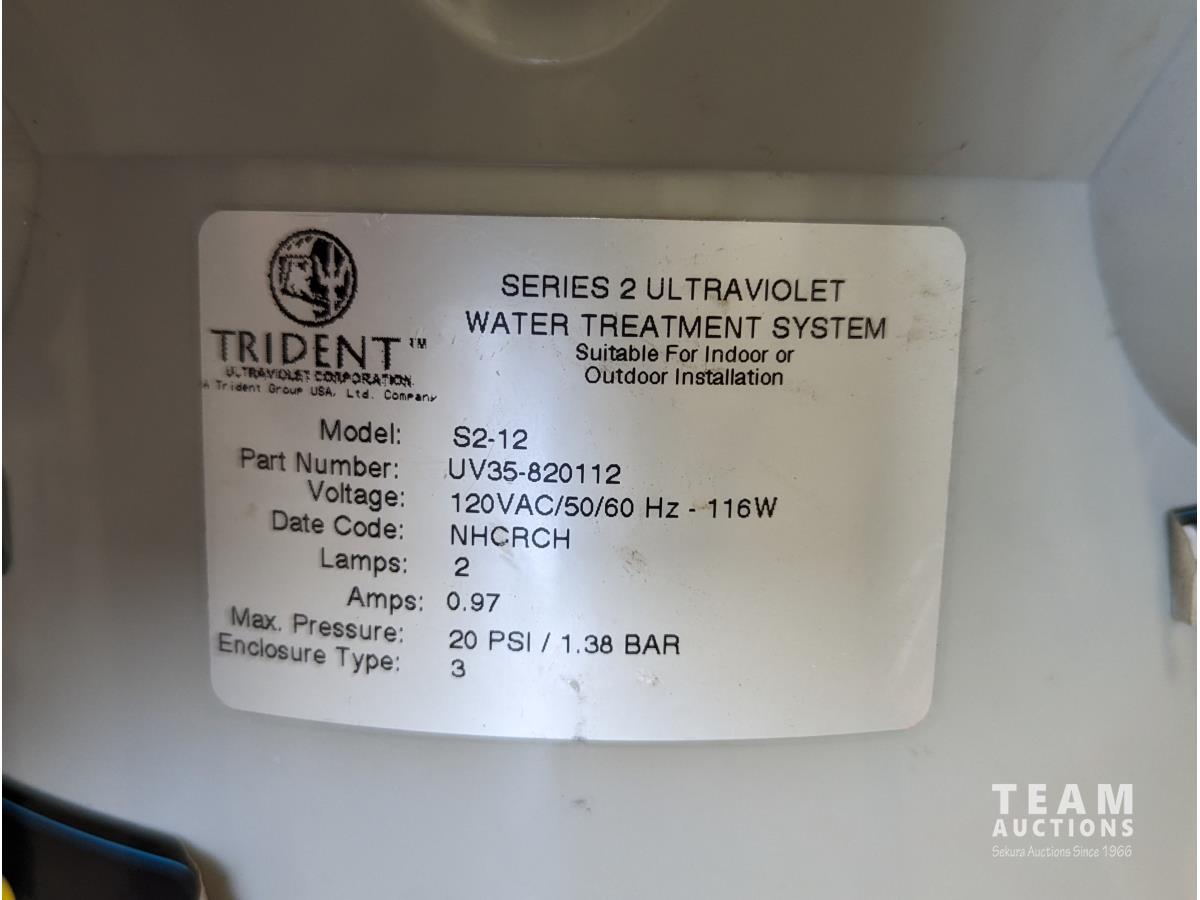 TRIDENT™
ULTRAVIOLET CORPORATION
A Trident Group USA, Ltd. Company
SERIES 2 ULTRAVIOLET
WATER TREATMENT SYSTEM
Suitable For Indoor or
Outdoor Installation
Model: S2-12
Part Number: UV35-820112
Voltage: 120VAC/50/60 Hz - 116W
Date Code: NHCRCH
Lamps: 2
Amps: 0.97
Max. Pressure: 20 PSI / 1.38 BAR
Enclosure Type: 3
TEAM
AUCTIONS
Sekura Auctions Since 1966